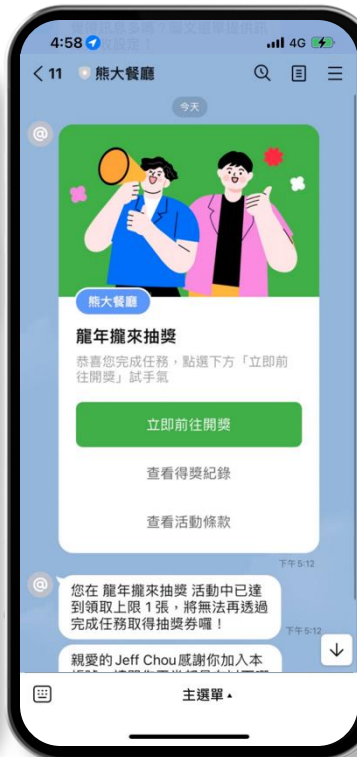 4:58
4G
11
熊大餐廳
今天
熊大餐廳
龍年攏來抽獎
恭喜您完成任務，點選下方「立即前
往開獎」試手氣
立即前往開獎
查看得獎紀錄
查看活動條款
下午 5:12
您在 龍年攏來抽獎 活動中已達
到領取上限 1 張，將無法再透過
完成任務取得抽獎券囉！
下午 5:12
親愛的 Jeff Chou 感謝你加入本
主選單